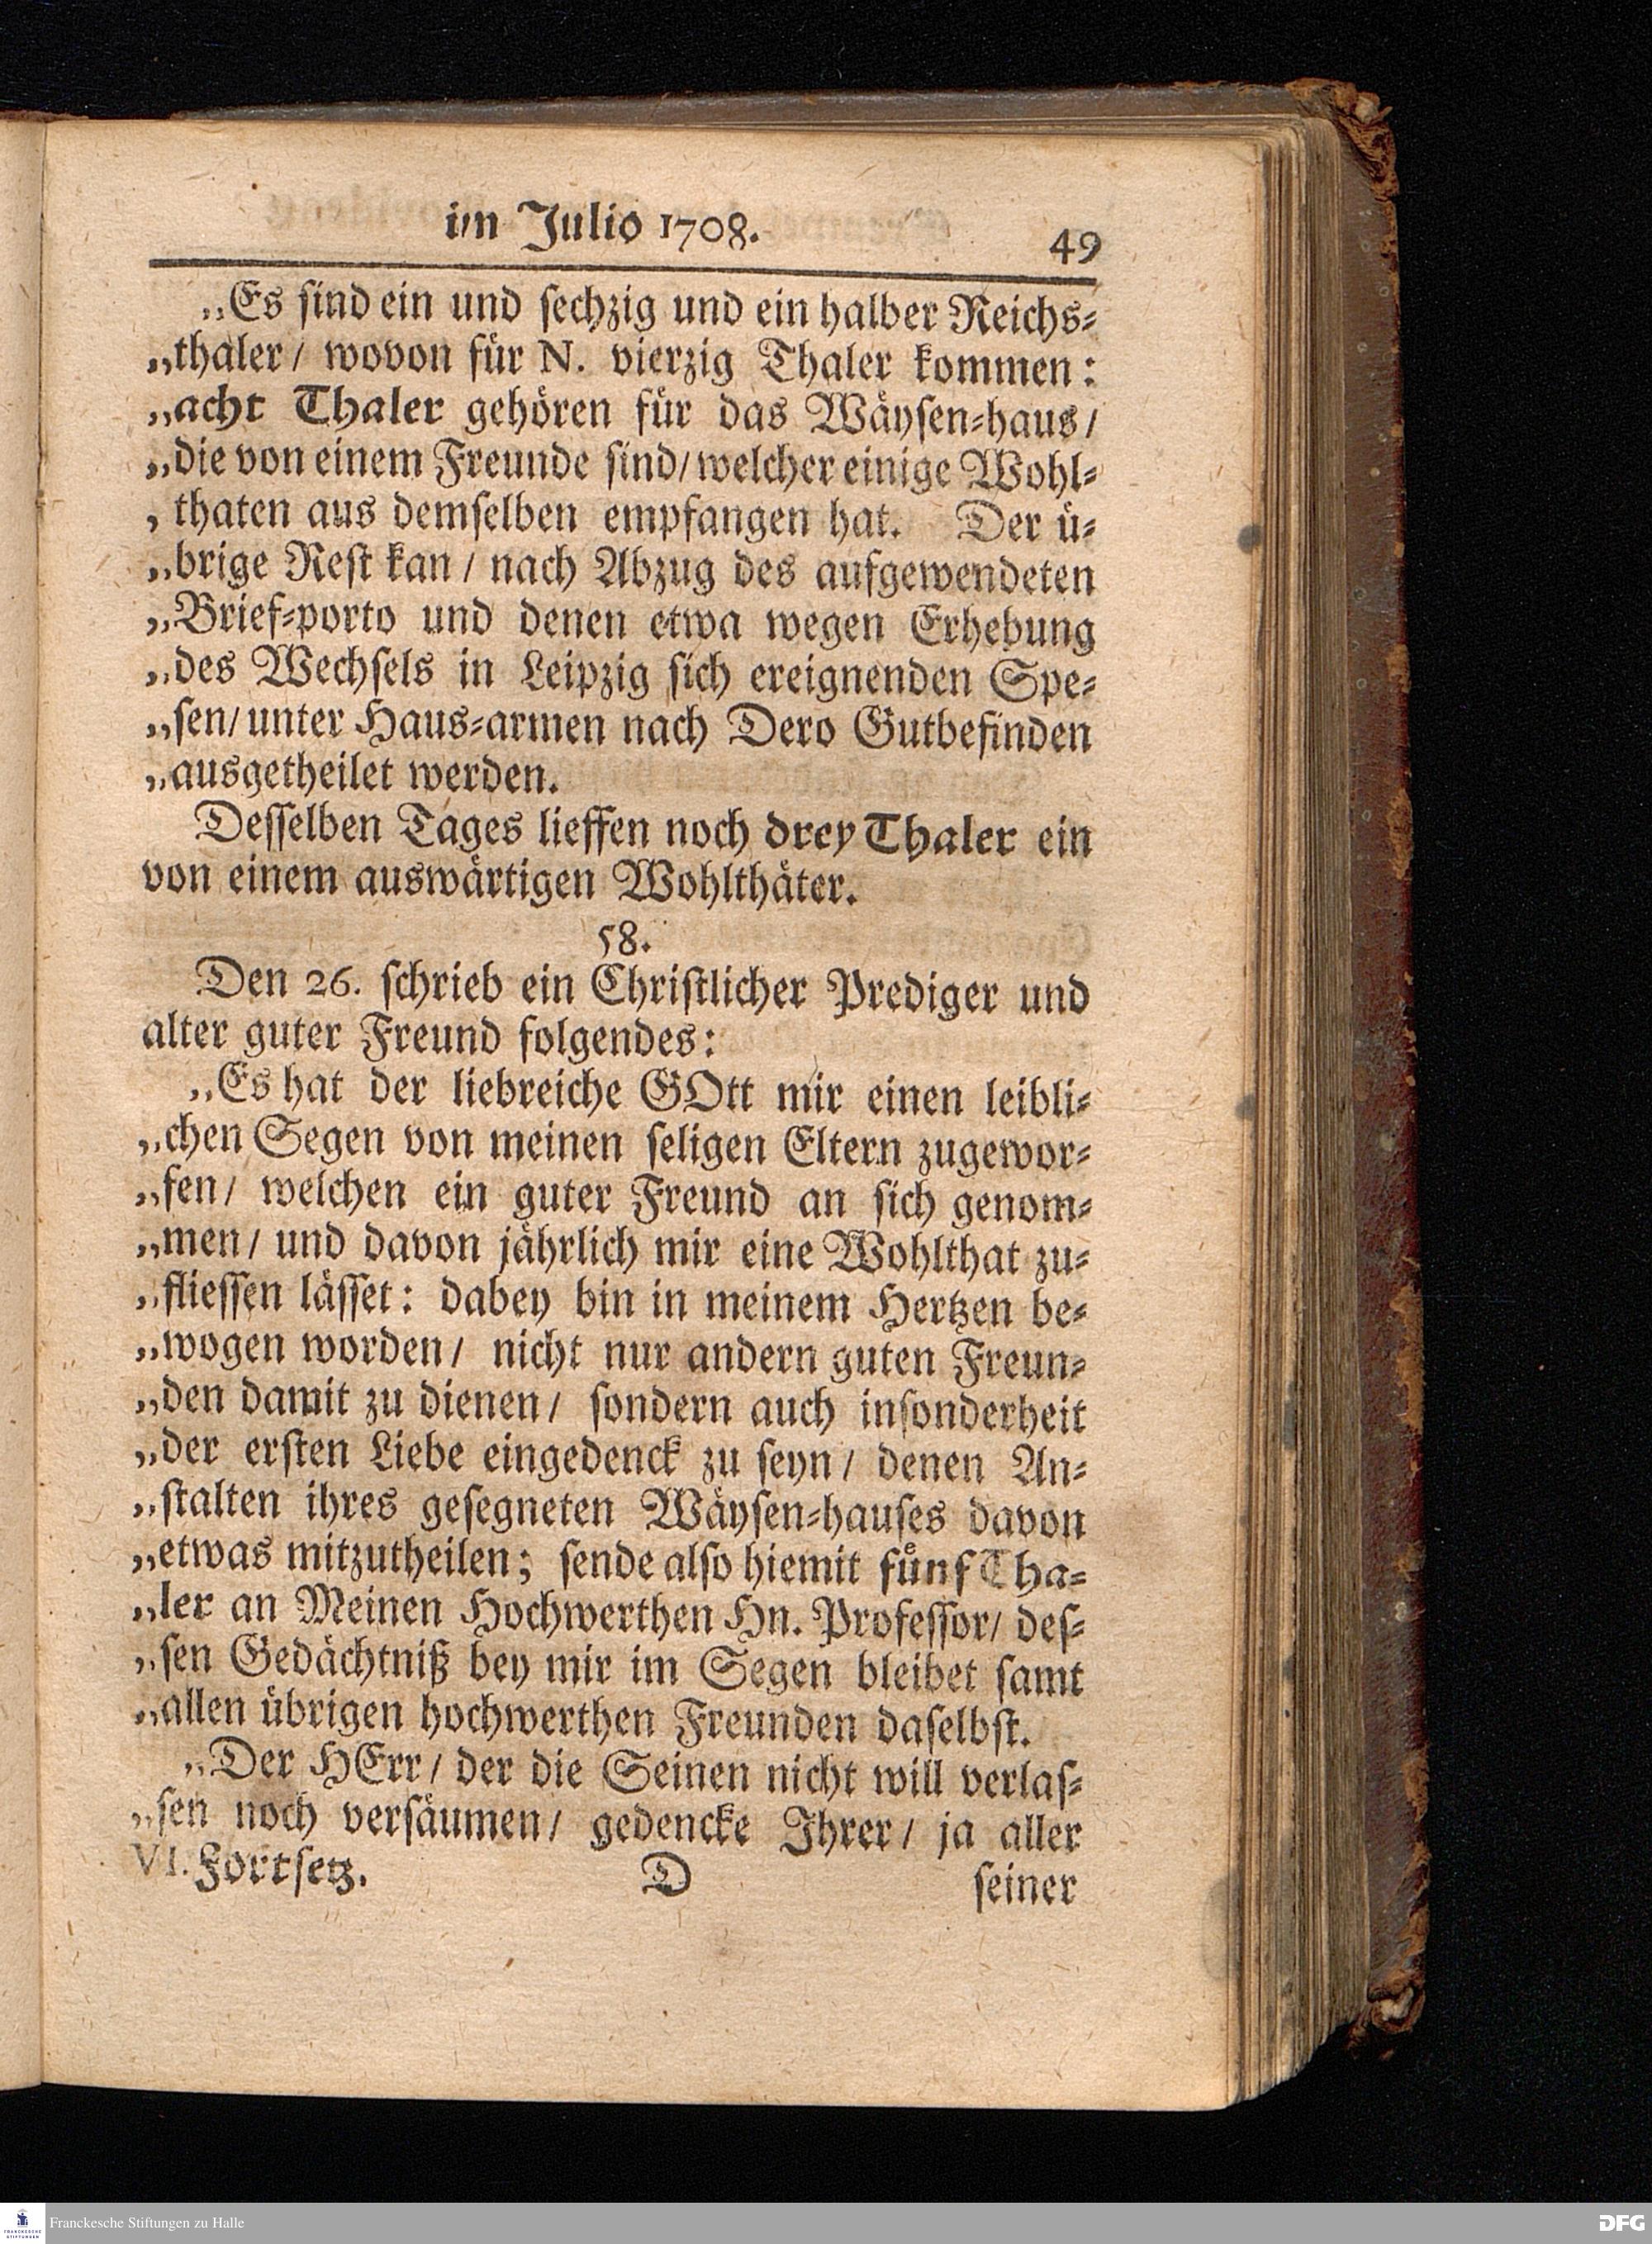 im Julio 1708. 49
„Es ſind ein und ſechzig und ein halber Reichs⸗
„thaler/ wovon für N. vierzig Thaler kommen:
„acht Thaler gehören für das Wäyſen⸗haus/
„die von einem Freunde ſind/ welcher einige Wohl⸗
, thaten aus demſelben empfangen hat. Der ü⸗
„brige Reſt kan/ nach Abzug des aufgewendeten
„Brief⸗porto und denen etwa wegen Erhebung
„des Wechſels in Leipzig ſich ereignenden Spe⸗
„ſen/ unter Haus⸗armen nach Dero Gutbefinden
„ausgetheilet werden.
Deſſelben Tages lieffen noch drey Thaler ein
von einem auswärtigen Wohlthäter.
58.
Den 26. ſchrieb ein Chriſtlicher Prediger und
alter guter Freund folgendes:
„Es hat der liebreiche GOtt mir einen leibli⸗
„chen Segen von meinen ſeligen Eltern zugewor⸗
„fen/ welchen ein guter Freund an ſich genom⸗
„men/ und davon jährlich mir eine Wohlthat zu⸗
„flieſſen läſſet: dabey bin in meinem Hertzen be⸗
„wogen worden/ nicht nur andern guten Freun⸗
„den damit zu dienen/ ſondern auch inſonderheit
„der erſten Liebe eingedenck zu ſeyn/ denen An⸗
„ſtalten ihres geſegneten Wäyſen⸗hauſes davon
„etwas mitzutheilen; ſende alſo hiemit fünf Tha⸗
„ler an Meinen Hochwerthen Hn. Profeſſor/ deſ⸗
„ſen Gedächtniß bey mir im Segen bleibet ſamt
„allen übrigen hochwerthen Freunden daſelbſt.
„Der HErr/ der die Seinen nicht will verlaſ⸗
„ſen noch verſäumen/ gedencke Ihrer/ ja aller
VI. Fortſetz. D ſeiner
FRANCKESCHE STIFTUNGEN
Franckesche Stiftungen zu Halle
DFG